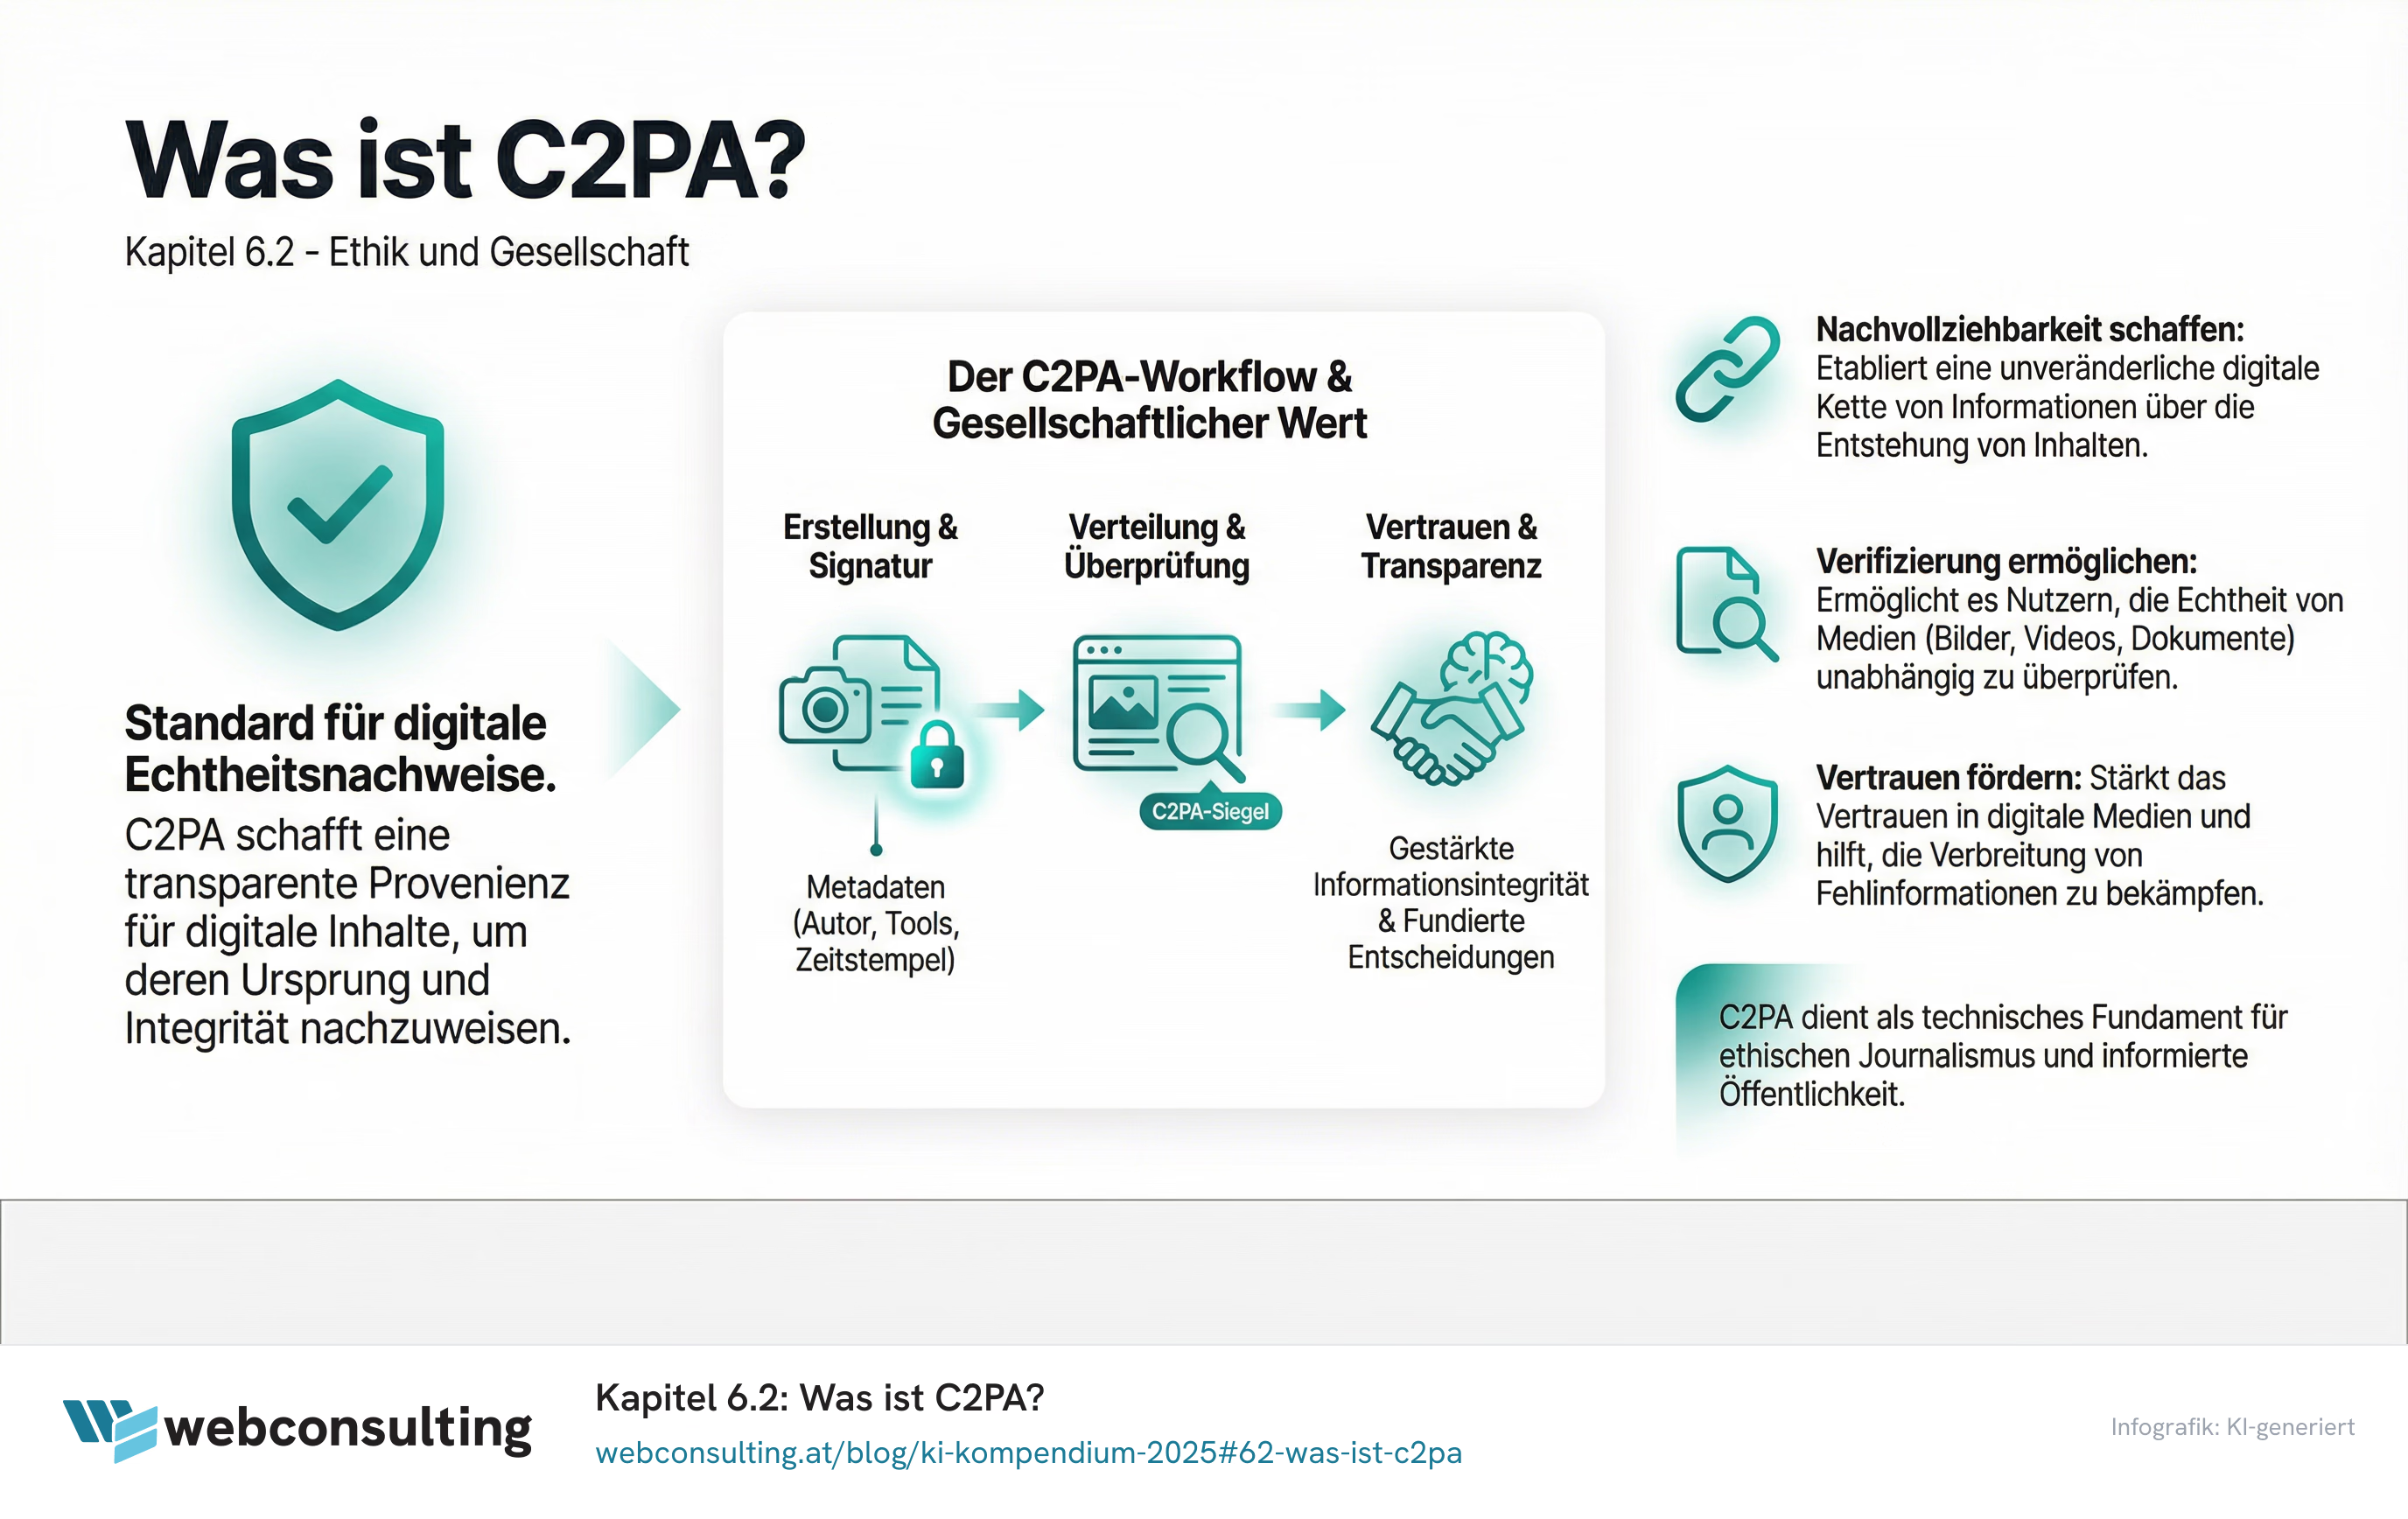 Was ist C2PA?
Kapitel 6.2 - Ethik und Gesellschaft
Standard für digitale
Echtheitsnachweise.
C2PA schafft eine
transparente Provenienz
für digitale Inhalte, um
deren Ursprung und
Integrität nachzuweisen.
Der C2PA-Workflow &
Gesellschaftlicher Wert
Erstellung &
Signatur
Metadaten
(Autor, Tools,
Zeitstempel)
Verteilung &
Überprüfung
C2PA-Siegel
Vertrauen &
Transparenz
Gestärkte
Informationsintegrität
& Fundierte
Entscheidungen
Nachvollziehbarkeit schaffen:
Etabliert eine unveränderliche digitale
Kette von Informationen über die
Entstehung von Inhalten.
Verifizierung ermöglichen:
Ermöglicht es Nutzern, die Echtheit von
Medien (Bilder, Videos, Dokumente)
unabhängig zu überprüfen.
Vertrauen fördern: Stärkt das
Vertrauen in digitale Medien und
hilft, die Verbreitung von
Fehlinformationen zu bekämpfen.
C2PA dient als technisches Fundament für
ethischen Journalismus und informierte
Öffentlichkeit.
webconsulting
Kapitel 6.2: Was ist C2PA?
webconsulting.at/blog/ki-kompendium-2025#62-was-ist-c2pa
Infografik: KI-generiert